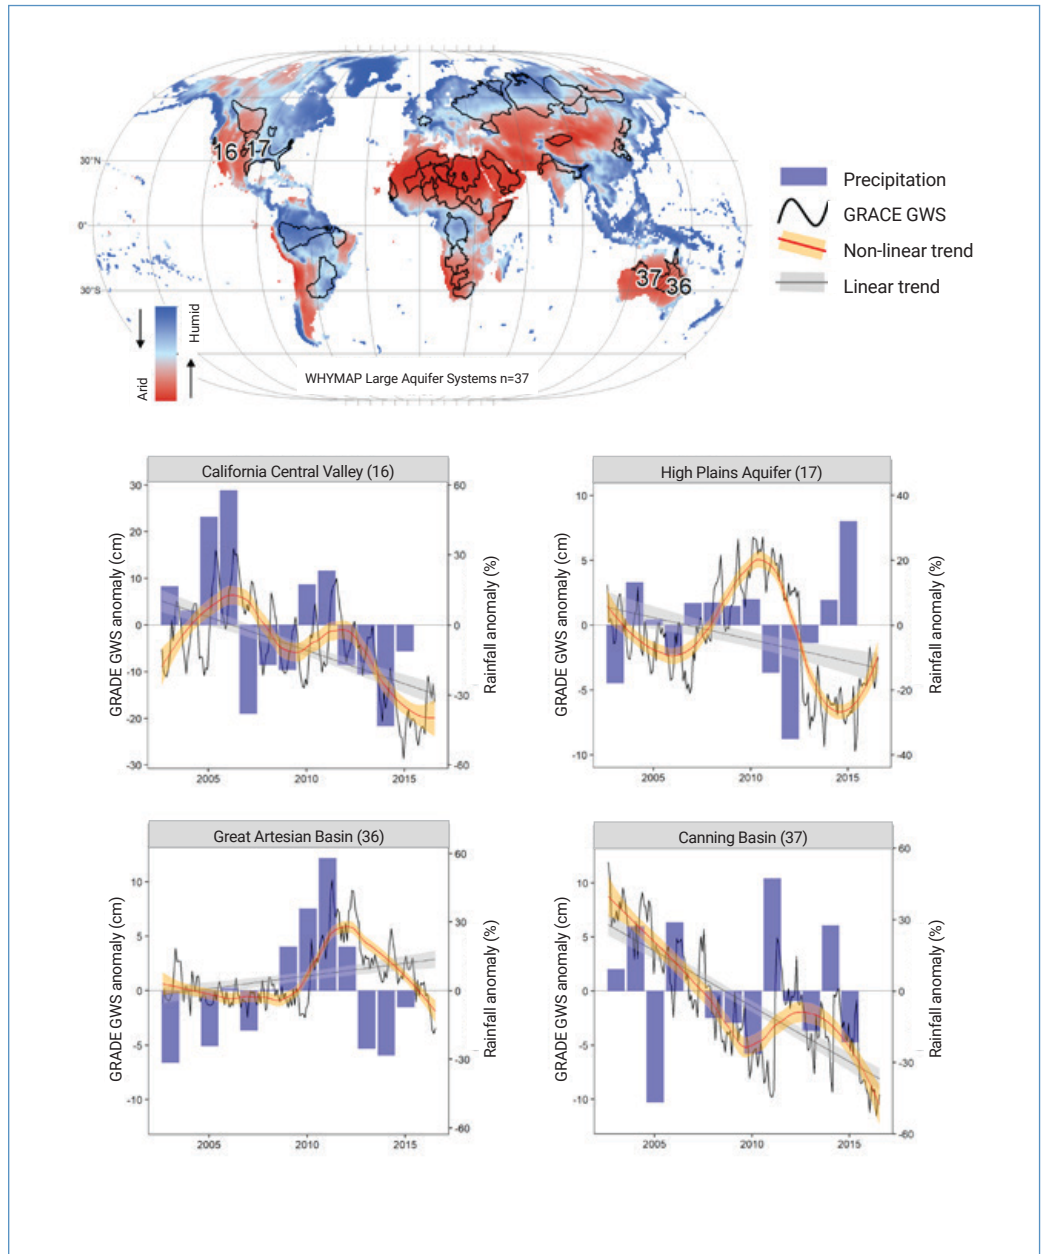 30°N
0°
30°S
16
17
37
36
Humid
Arid
WHYMAP Large Aquifer Systems n=37
Precipitation
GRACE GWS
Non-linear trend
Linear trend
California Central Valley (16)
GRADE GWS anomaly (cm)
30
20
10
0
-10
-20
-30
60
30
0
-30
-60
Rainfall anomaly (%)
2005
2010
2015
High Plains Aquifer (17)
GRADE GWS anomaly (cm)
10
5
0
-5
-10
40
20
0
-20
-40
Rainfall anomaly (%)
2005
2010
2015
Great Artesian Basin (36)
GRADE GWS anomaly (cm)
10
5
0
-5
-10
60
30
0
-30
-60
Rainfall anomaly (%)
2005
2010
2015
Canning Basin (37)
GRADE GWS anomaly (cm)
10
5
0
-5
-10
60
30
0
-30
-60
Rainfall anomaly (%)
2005
2010
2015